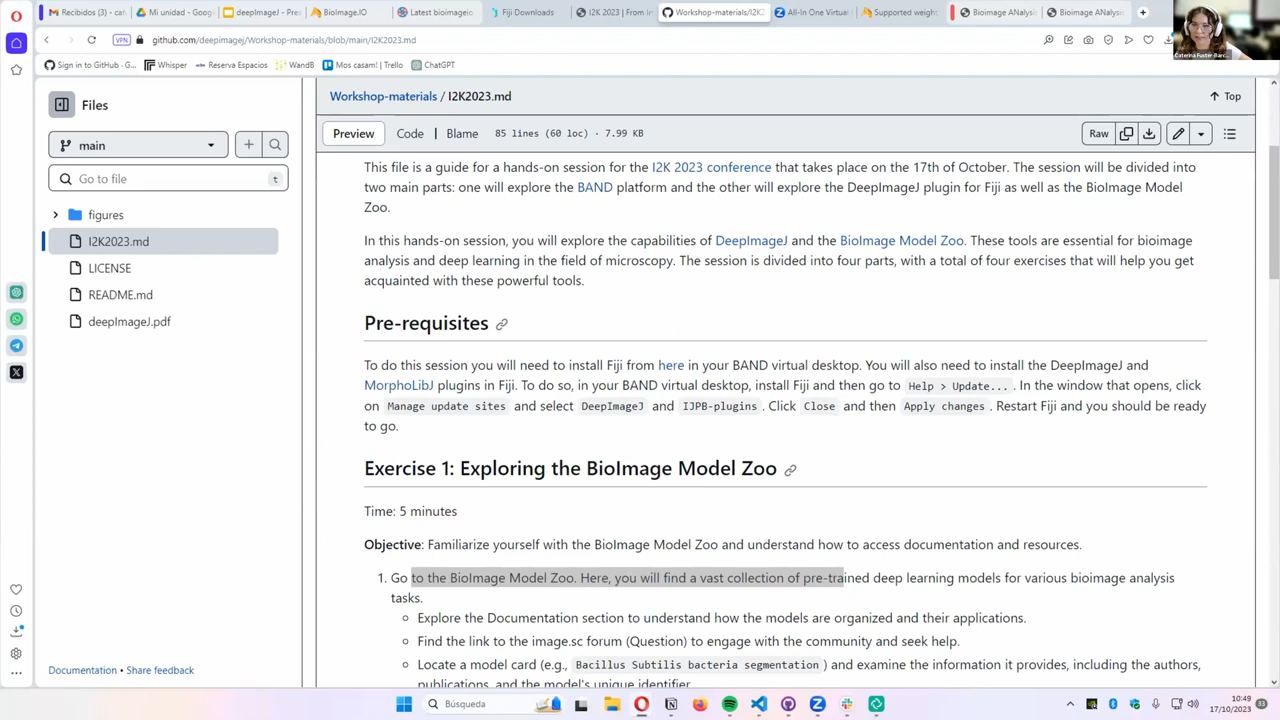 Recibidos (
Mi unidad - Goog
deepImageJ - Pres
BioImage.IO
Latest bioimageio
Fiji Downloads
I2K 2023 | From In
Workshop-materials/I2K2
All-In One Virtual
Supported weight
Bioimage ANalysis
Bioimage ANalysis
VPN
github.com/deepimagej/Workshop-materials/blob/main/I2K2023.md
Caterina Fuster-Barc...
Sign in to GitHub · G...
Whisper
Reserva Espacios
WandB
Mos casam! | Trello
ChatGPT
Files
main
Go to file
t
figures
I2K2023.md
LICENSE
README.md
deepImageJ.pdf
Documentation • Share feedback
Workshop-materials / I2K2023.md
Top
Preview
Code
Blame
85 lines (60 loc) · 7.99 KB
Raw
This file is a guide for a hands-on session for the I2K 2023 conference that takes place on the 17th of October. The session will be divided into
two main parts: one will explore the BAND platform and the other will explore the DeepImageJ plugin for Fiji as well as the BioImage Model
Zoo.
In this hands-on session, you will explore the capabilities of DeepImageJ and the BioImage Model Zoo. These tools are essential for bioimage
analysis and deep learning in the field of microscopy. The session is divided into four parts, with a total of four exercises that will help you get
acquainted with these powerful tools.
Pre-requisites
To do this session you will need to install Fiji from here in your BAND virtual desktop. You will also need to install the DeepImageJ and
MorphoLibJ plugins in Fiji. To do so, in your BAND virtual desktop, install Fiji and then go to Help > Update... . In the window that opens, click
on Manage update sites and select DeepImageJ and IJPB-plugins . Click Close and then Apply changes . Restart Fiji and you should be ready
to go.
Exercise 1: Exploring the BioImage Model Zoo
Time: 5 minutes
Objective: Familiarize yourself with the BioImage Model Zoo and understand how to access documentation and resources.
1. Go to the BioImage Model Zoo. Here, you will find a vast collection of pre-trained deep learning models for various bioimage analysis
tasks.
Explore the Documentation section to understand how the models are organized and their applications.
Find the link to the image.sc forum (Question) to engage with the community and seek help.
Locate a model card (e.g., Bacillus Subtilis bacteria segmentation ) and examine the information it provides, including the authors,
publications, and the model's unique identifier.
Búsqueda
10:49
17/10/2023
33